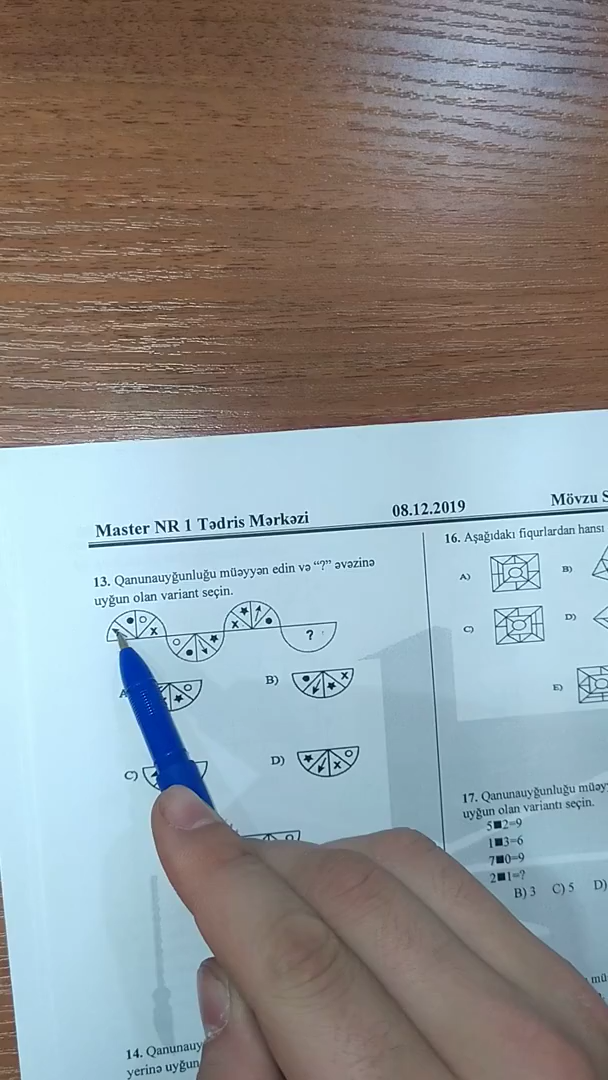 Master NR 1 Tədris Mərkəzi
08.12.2019
Mövzu S
13. Qanunauyğunluğu müəyyən edin və “?” əvəzinə
uyğun olan variant seçin.
?
A
B)
C)
D)
14. Qanunauy
yerinə uyğun
16. Aşağıdakı fiqurlardan hansı
A)
B)
C)
D)
E)
17. Qanunauyğunluğu müəy
uyğun olan variantı seçin.
5■2=9
1■3=6
7■0=9
2■1=?
B) 3 C) 5 D)
mü